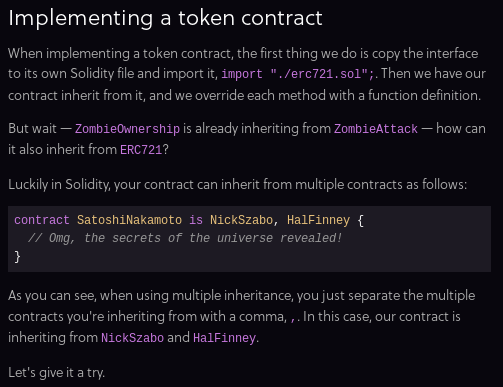 Implementing a token contract
When implementing a token contract, the first thing we do is copy the interface
to its own Solidity file and import it, import "./erc721.sol";. Then we have our
contract inherit from it, and we override each method with a function definition.
But wait — ZombieOwnership is already inheriting from ZombieAttack — how can
it also inherit from ERC721?
Luckily in Solidity, your contract can inherit from multiple contracts as follows:
contract SatoshiNakamoto is NickSzabo, HalFinney {
  // Omg, the secrets of the universe revealed!
}
As you can see, when using multiple inheritance, you just separate the multiple
contracts you're inheriting from with a comma, ,. In this case, our contract is
inheriting from NickSzabo and HalFinney.
Let's give it a try.